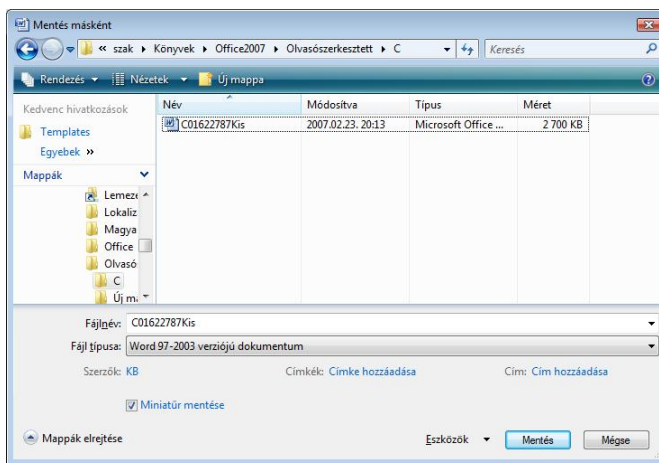 Mentés másként
« szak ▸ Könyvek ▸ Office2007 ▸ Olvasószerkesztett ▸ C
Keresés
Rendezés
Nézetek
Új mappa
Kedvenc hivatkozások
Templates
Egyebek »
Mappák
Lemez
Lokaliz
Magya
Office
Olvasó
C
Új m
Név Módosítva Típus Méret
C01622787Kis 2007.02.23. 20:13 Microsoft Office ... 2 700 KB
Fájlnév: C01622787Kis
Fájl típusa: Word 97-2003 verziójú dokumentum
Szerzők: KB Címkék: Címke hozzáadása Cím: Cím hozzáadása
Miniatűr mentése
Mappák elrejtése Eszközök Mentés Mégse